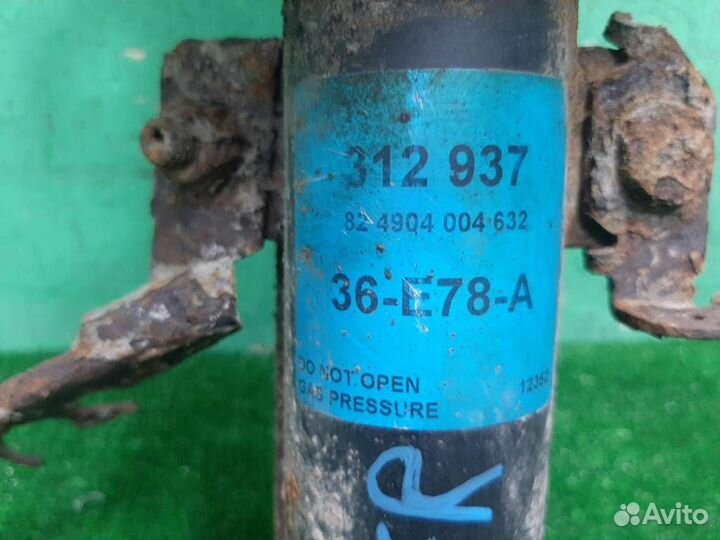 312 937
82 4904 004 632
36-E78-A
DO NOT OPEN
GAS PRESSURE
R
Avito